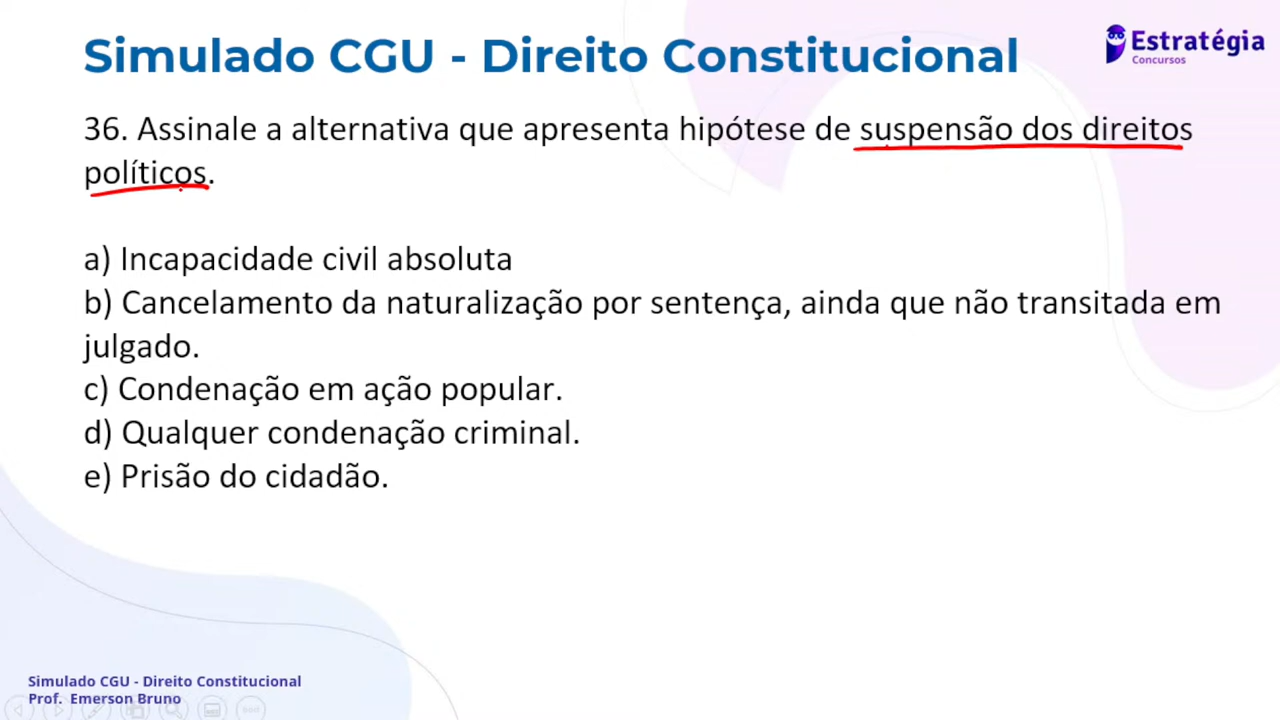 Simulado CGU - Direito Constitucional
Estratégia
Concursos
36. Assinale a alternativa que apresenta hipótese de suspensão dos direitos
políticos.
a) Incapacidade civil absoluta
b) Cancelamento da naturalização por sentença, ainda que não transitada em
julgado.
c) Condenação em ação popular.
d) Qualquer condenação criminal.
e) Prisão do cidadão.
Simulado CGU - Direito Constitucional
Prof. Emerson Bruno